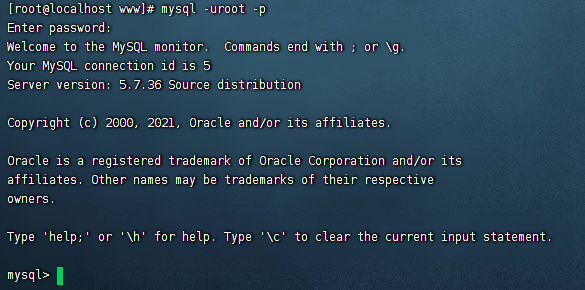 [root@localhost www]# mysql -uroot -p
Enter password:
Welcome to the MySQL monitor.  Commands end with ; or \g.
Your MySQL connection id is 5
Server version: 5.7.36 Source distribution

Copyright (c) 2000, 2021, Oracle and/or its affiliates.

Oracle is a registered trademark of Oracle Corporation and/or its
affiliates. Other names may be trademarks of their respective
owners.

Type 'help;' or '\h' for help. Type '\c' to clear the current input statement.

mysql>